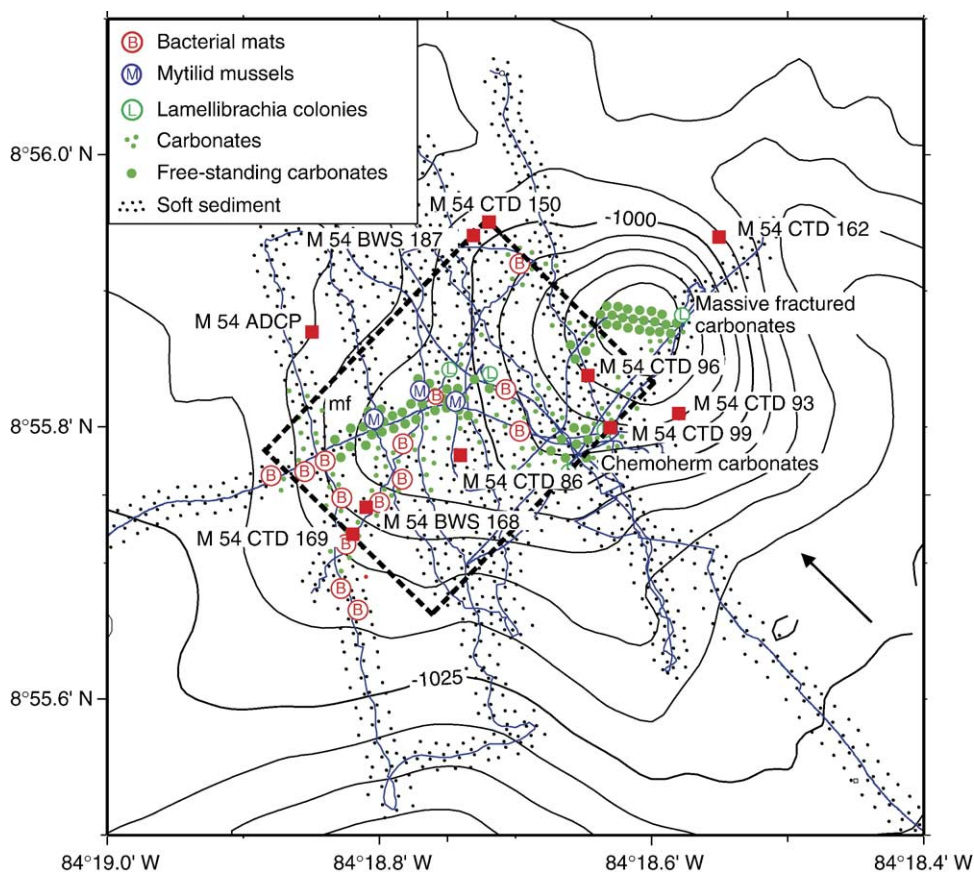 B Bacterial mats
M Mytilid mussels
L Lamellibrachia colonies
Carbonates
Free-standing carbonates
Soft sediment
8°56.0' N
8°55.8' N
8°55.6' N
M 54 CTD 150
-1000
M 54 CTD 162
M 54 BWS 187
B
M 54 ADCP
L
Massive fractured
carbonates
L
L
M 54 CTD 96
M
B
B
mf
M
M
M 54 CTD 93
B
M 54 CTD 99
B
B
B
B
B
Chemoherm carbonates
M 54 CTD 86
B
B
M 54 BWS 168
M 54 CTD 169
B
B
B
-1025
84°19.0' W
84°18.8' W
84°18.6' W
84°18.4' W